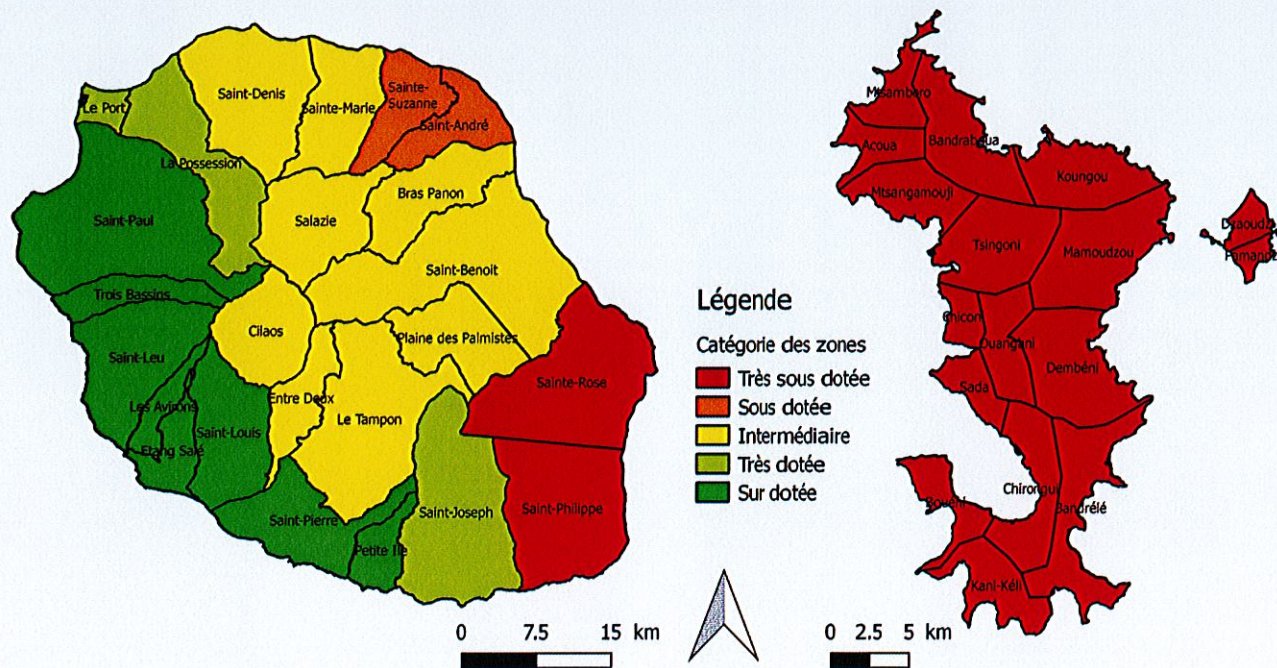 Le Port
Saint-Denis
Sainte-Marie
Sainte-
Suzanne
Saint-André
La Possession
Saint-Paul
Salazie
Bras Panon
Saint-Benoit
Trois Bassins
Cilaos
Plaine des Palmistes
Saint-Leu
Sainte-Rose
Les Avirons
Entre Deux
Le Tampon
Saint-Louis
Etang Salé
Saint-Pierre
Saint-Joseph
Saint-Philippe
Petite Ile
0 7.5 15 km
Légende
Catégorie des zones
Très sous dotée
Sous dotée
Intermédiaire
Très dotée
Sur dotée
Mtsamboro
Acoua
Bandraboua
Koungou
Mtsangamouji
Tsingoni
Mamoudzou
Dzaoudzi
Pamandzi
Chiconi
Ouangani
Dembéni
Sada
Chirongui
Bouéni
Bandrélé
Kani-Kéli
0 2.5 5 km